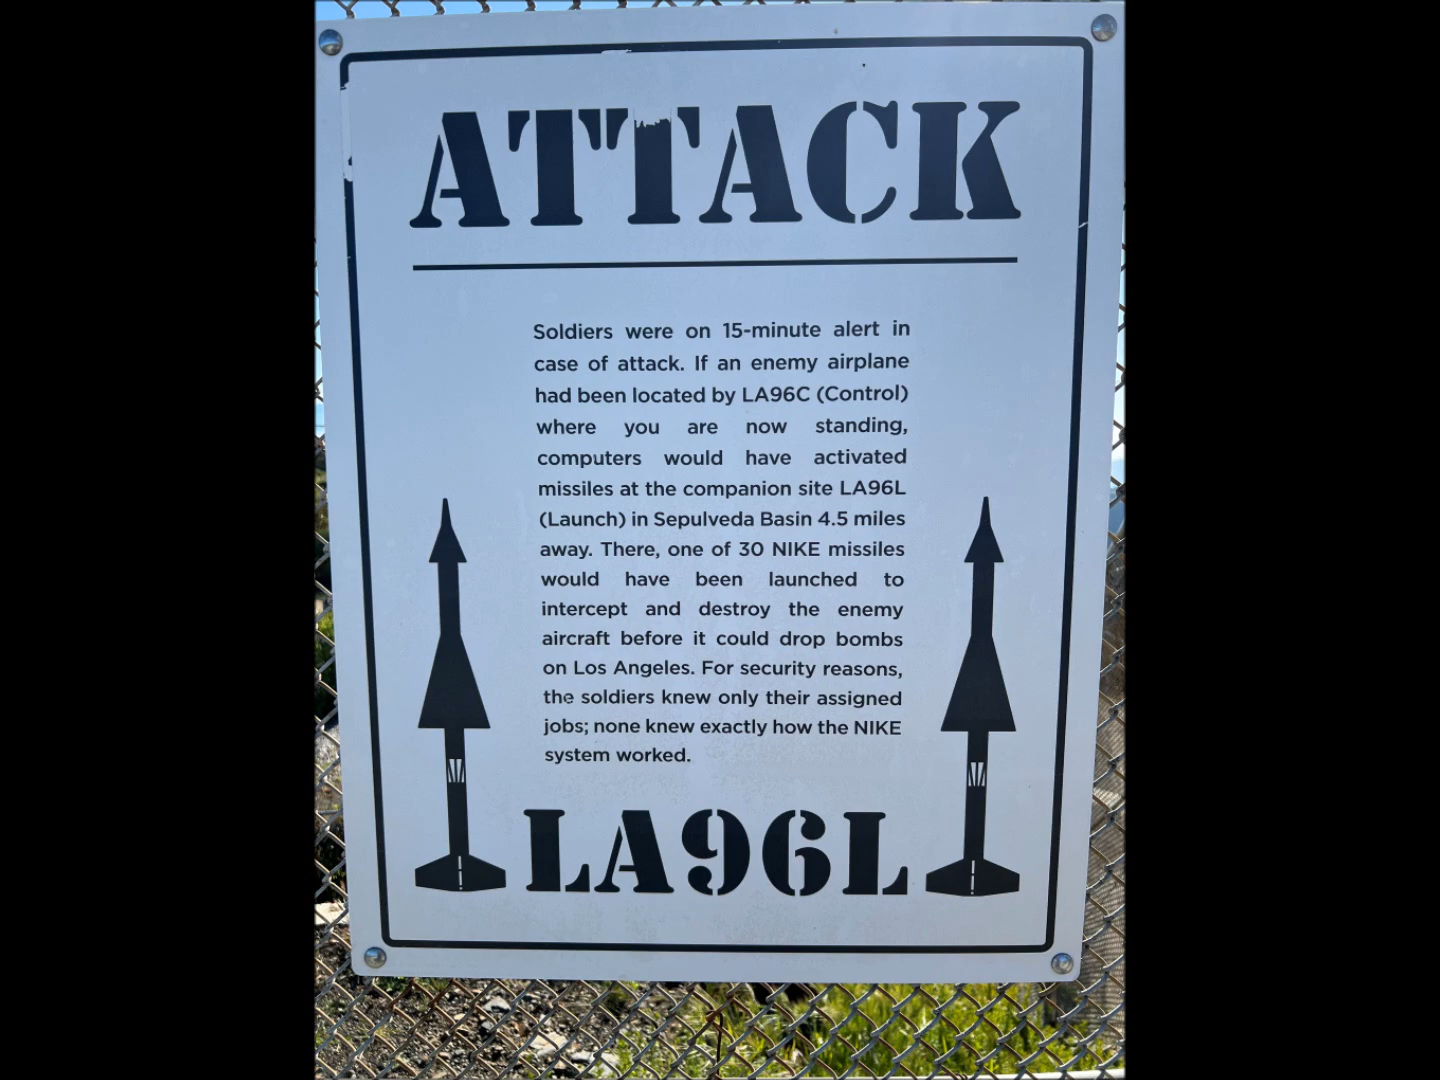 ATTACK
Soldiers were on 15-minute alert in
case of attack. If an enemy airplane
had been located by LA96C (Control)
where you are now standing,
computers would have activated
missiles at the companion site LA96L
(Launch) in Sepulveda Basin 4.5 miles
away. There, one of 30 NIKE missiles
would have been launched to
intercept and destroy the enemy
aircraft before it could drop bombs
on Los Angeles. For security reasons,
the soldiers knew only their assigned
jobs; none knew exactly how the NIKE
system worked.
LA96L